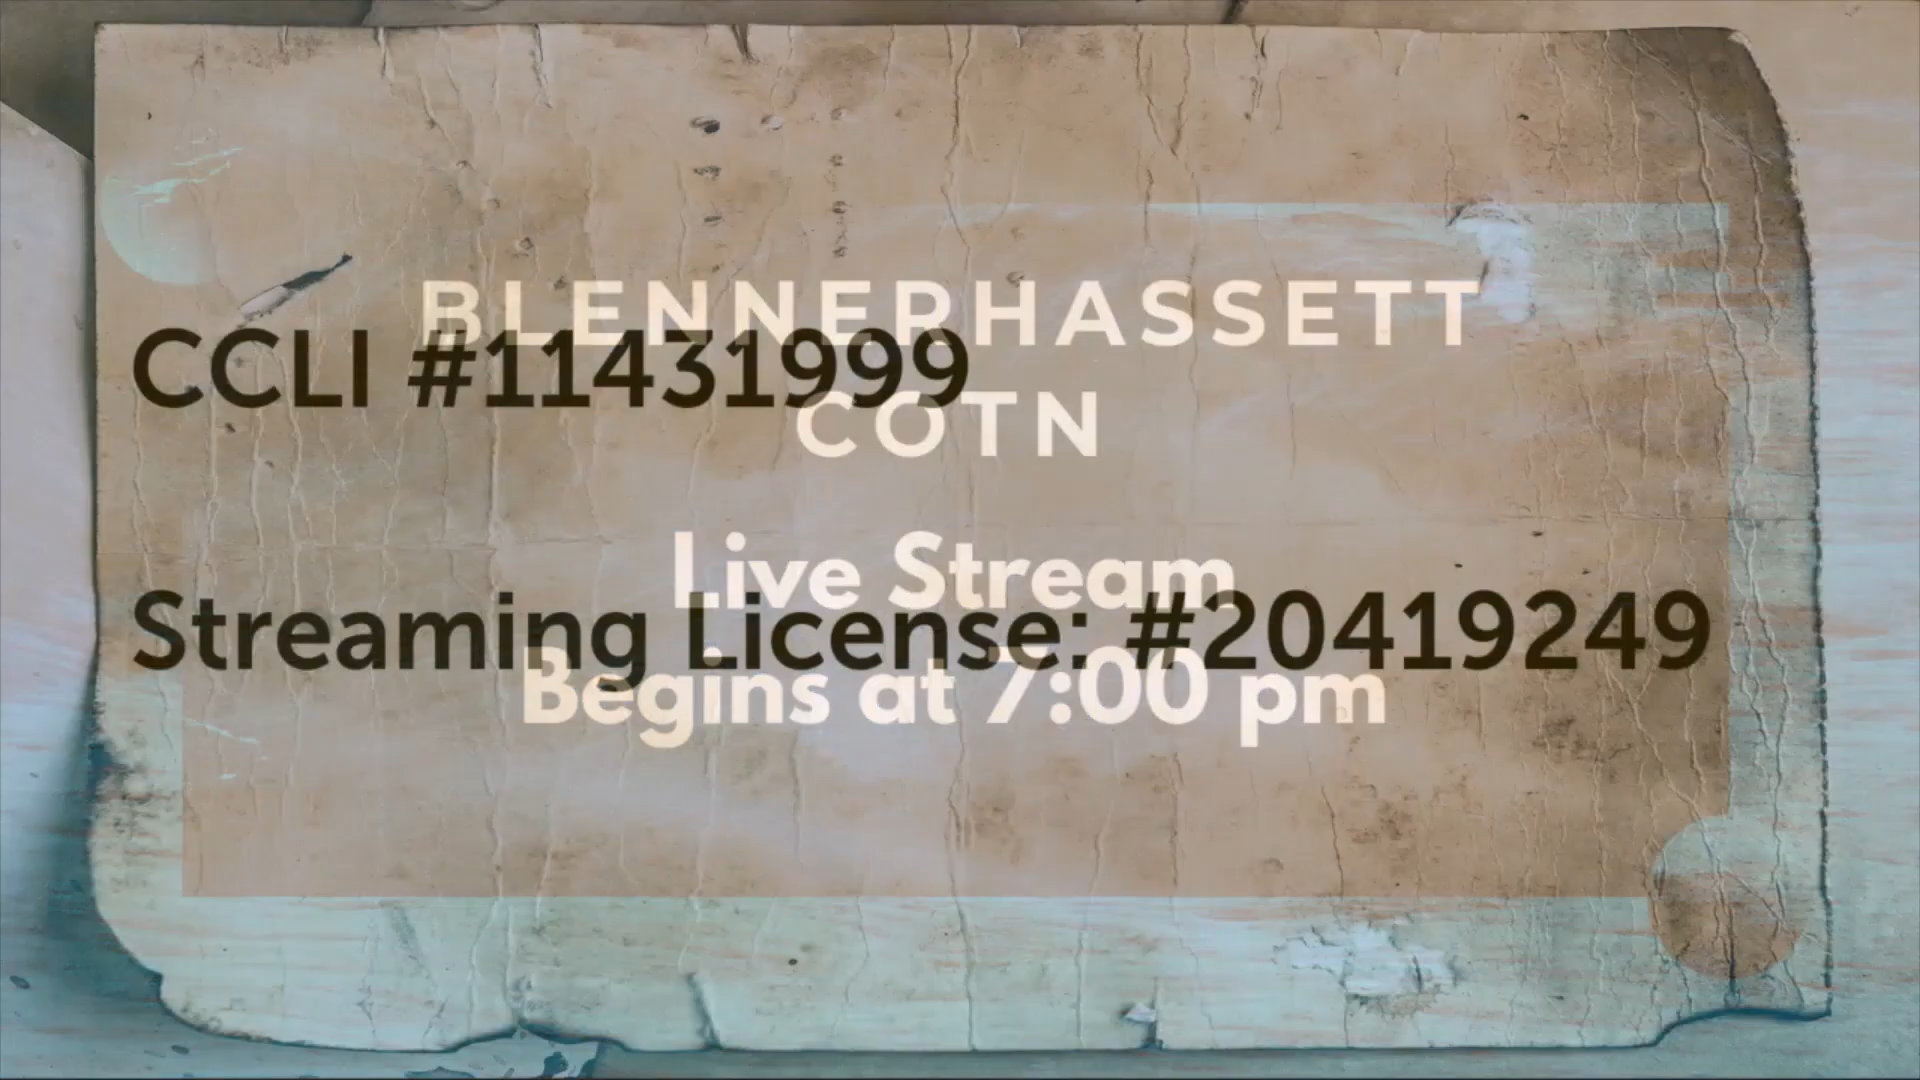 BLENNERHASSETT
CCLI #11431999
COTN
Live Stream
Streaming License: #20419249
Begins at 7:00 pm